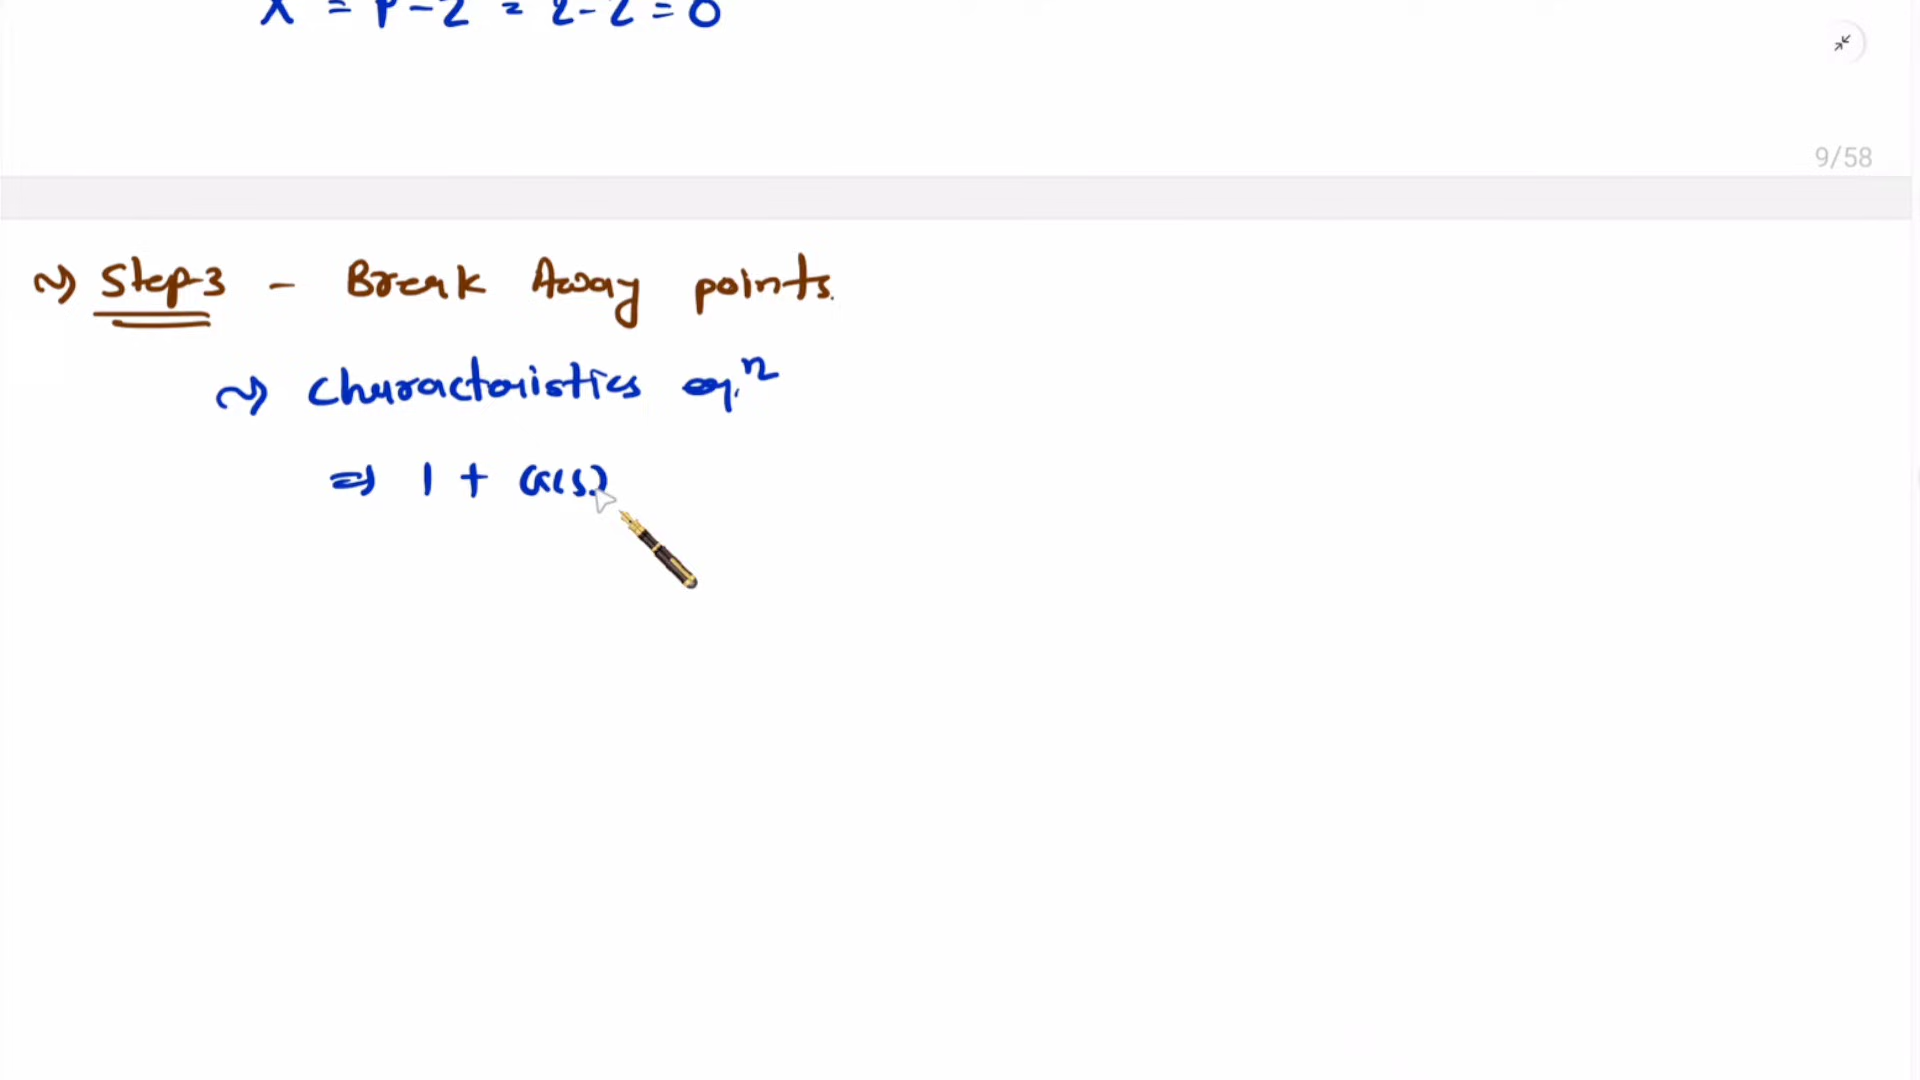 X = P - Z = 2 - 2 = 0
9/58
~> Step-3 - Break Away points.
~> Characteristics eq.ⁿ
=> 1 + G(s)